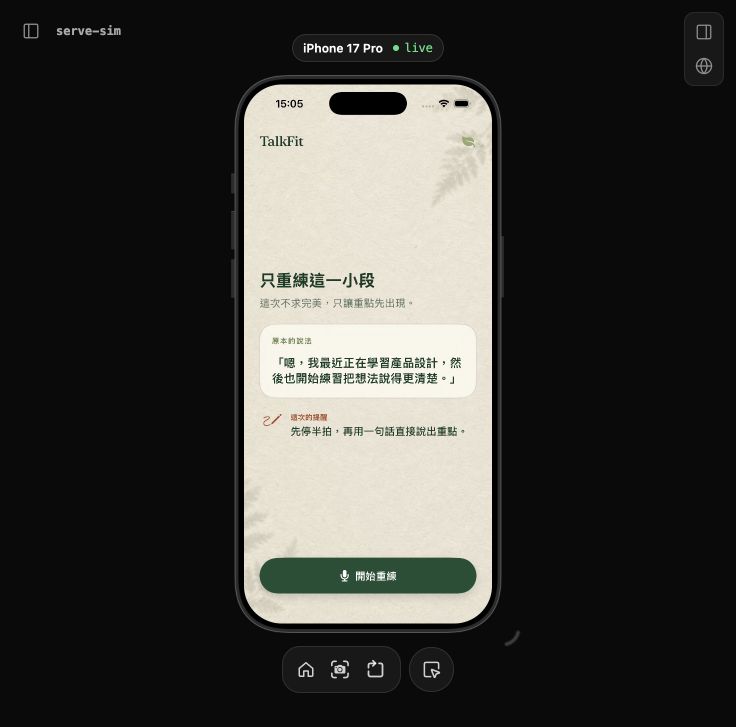 serve-sim
iPhone 17 Pro live
15:05
TalkFit
只重練這一小段
這次不求完美，只讓重點先出現。
原本的說法
「嗯，我最近正在學習產品設計，然
後也開始練習把想法說得更清楚。」
這次的提醒
先停半拍，再用一句話直接說出重點。
開始重練